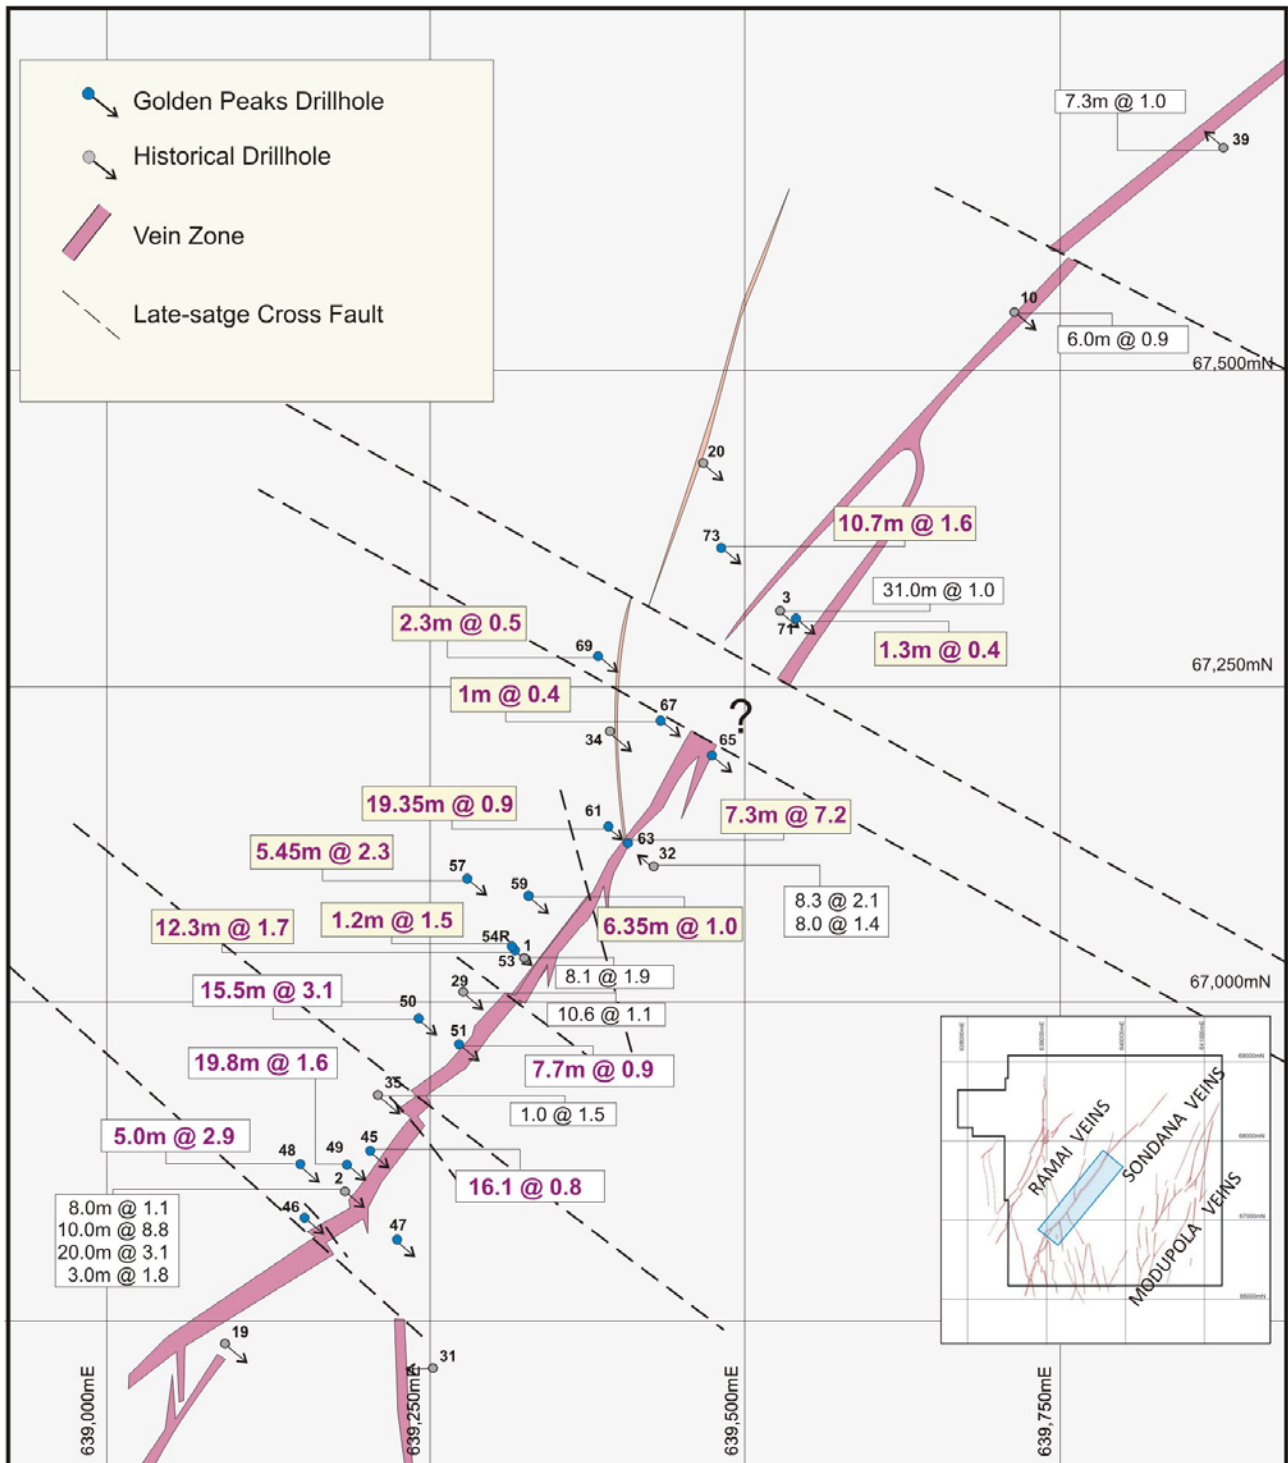 Golden Peaks Drillhole
Historical Drillhole
Vein Zone
Late-satge Cross Fault
7.3m @ 1.0
39
10
6.0m @ 0.9
67,500mN
20
10.7m @ 1.6
73
31.0m @ 1.0
3
71
1.3m @ 0.4
2.3m @ 0.5
69
67,250mN
1m @ 0.4
67
?
34
65
19.35m @ 0.9
61
7.3m @ 7.2
63
32
5.45m @ 2.3
57
59
8.3 @ 2.1
8.0 @ 1.4
12.3m @ 1.7
1.2m @ 1.5
6.35m @ 1.0
54R
1
53
8.1 @ 1.9
15.5m @ 3.1
29
67,000mN
50
10.6 @ 1.1
51
19.8m @ 1.6
7.7m @ 0.9
35
1.0 @ 1.5
5.0m @ 2.9
48
49
45
2
16.1 @ 0.8
46
47
8.0m @ 1.1
10.0m @ 8.8
20.0m @ 3.1
3.0m @ 1.8
19
31
639,000mE
639,250mE
639,500mE
639,750mE
638000mE
639000mE
640000mE
641000mE
69000mN
68000mN
67000mN
66000mN
RAMAI VEINS
SONDANA VEINS
MODUPOLA VEINS